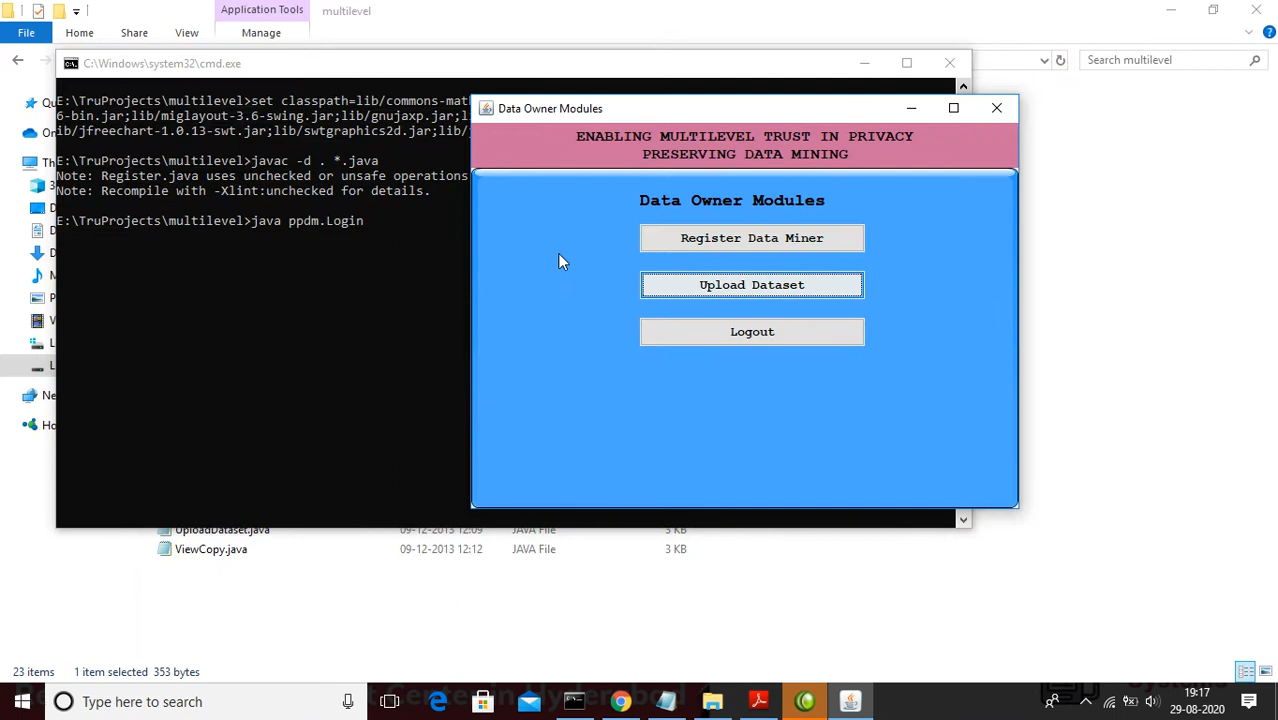 Application Tools
multilevel
File
Home
Share
View
Manage
Search multilevel
C:\Windows\system32\cmd.exe
E:\TruProjects\multilevel>set classpath=lib/commons-mat
6-bin.jar;lib/miglayout-3.6-swing.jar;lib/gnujaxp.jar;l
ib/jfreechart-1.0.13-swt.jar;lib/swtgraphics2d.jar;lib/
E:\TruProjects\multilevel>javac -d . *.java
Note: Register.java uses unchecked or unsafe operations
Note: Recompile with -Xlint:unchecked for details.
E:\TruProjects\multilevel>java ppdm.Login
Data Owner Modules
ENABLING MULTILEVEL TRUST IN PRIVACY
PRESERVING DATA MINING
Data Owner Modules
Register Data Miner
Upload Dataset
Logout
Qu
On
Th
3
D
D
D
M
P
V
L
L
Ne
Ho
UploadDataset.java 09-12-2013 12:09 JAVA File 3 KB
ViewCopy.java 09-12-2013 12:12 JAVA File 3 KB
23 items 1 item selected 353 bytes
Type here to search
19:17
29-08-2020